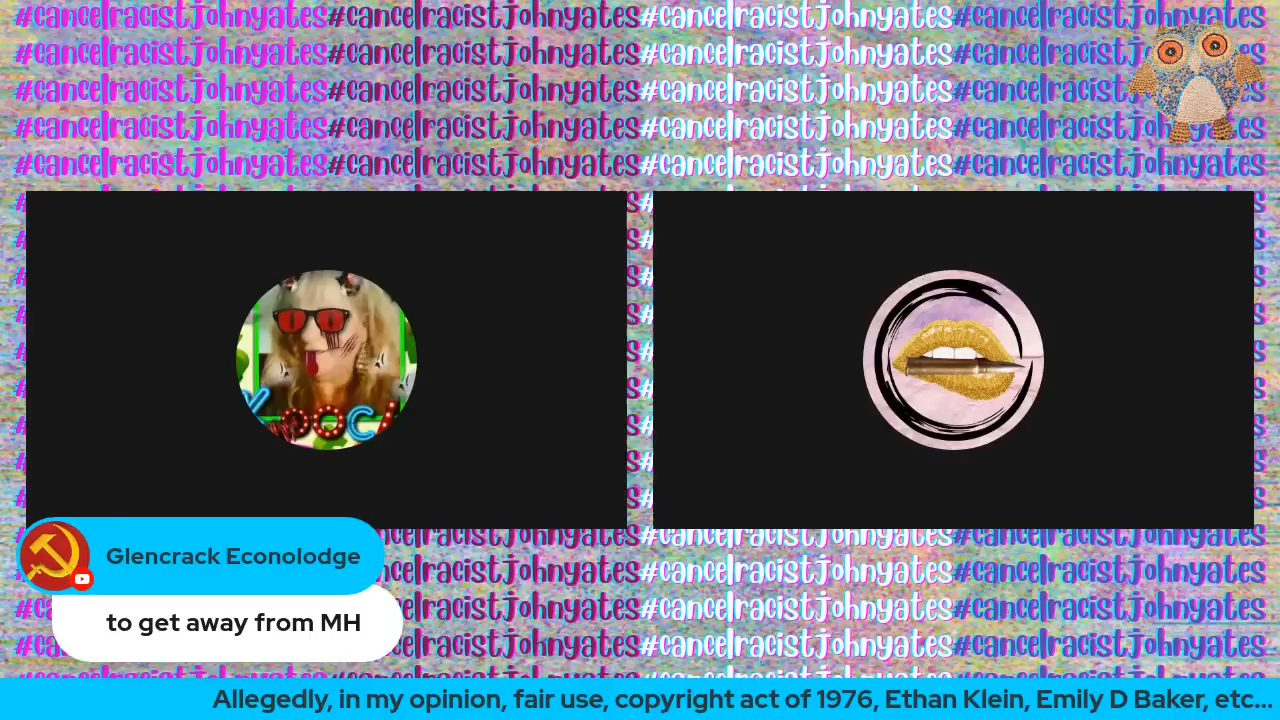 #cancelracistjohnyates#cancelracistjohnyates#cancelracistjohnyates#cancelracistjohnyates
#cancelracistjohnyates#cancelracistjohnyates#cancelracistjohnyates#cancelracistjohnyates
#cancelracistjohnyates#cancelracistjohnyates#cancelracistjohnyates#cancelracistjohnyates
#cancelracistjohnyates#cancelracistjohnyates#cancelracistjohnyates#cancelracistjohnyates
#cancelracistjohnyates#cancelracistjohnyates#cancelracistjohnyates#cancelracistjohnyates
Glencrack Econolodge
to get away from MH
Allegedly, in my opinion, fair use, copyright act of 1976, Ethan Klein, Emily D Baker, etc...